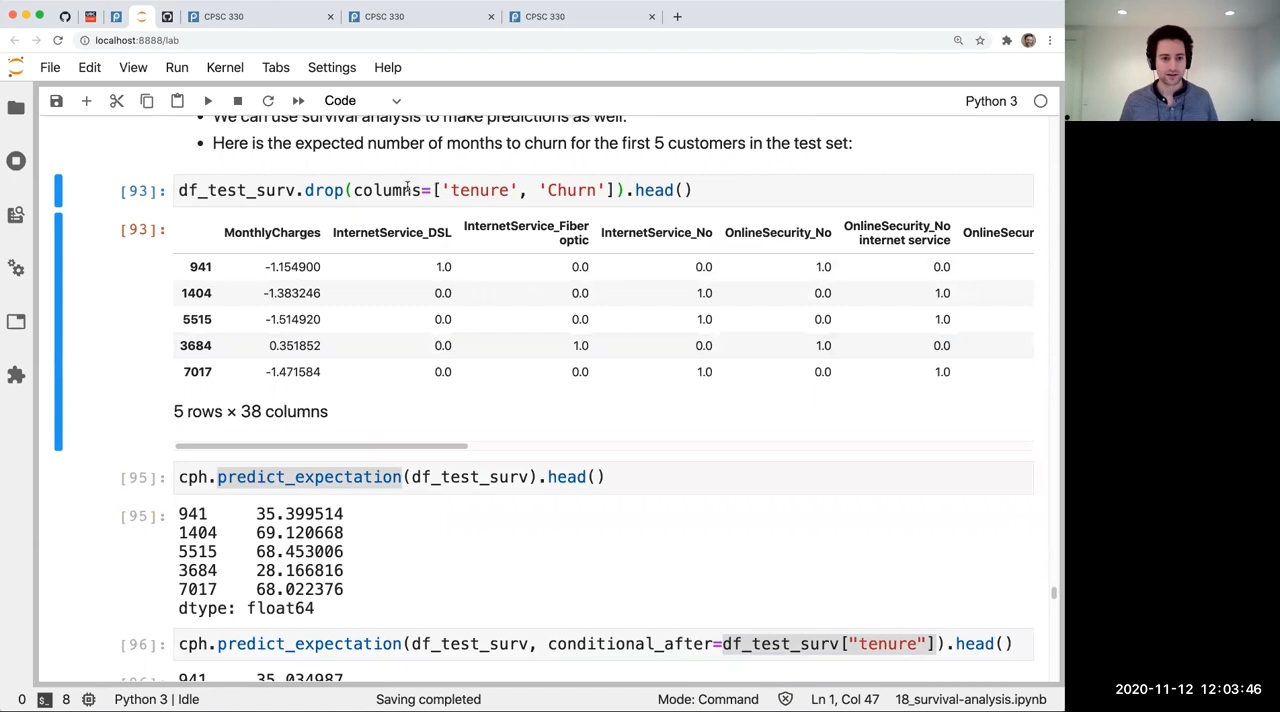 CPSC 330 × CPSC 330 × CPSC 330 × +
localhost:8888/lab
File Edit View Run Kernel Tabs Settings Help
Code Python 3
• We can use survival analysis to make predictions as well.
• Here is the expected number of months to churn for the first 5 customers in the test set:
[93]: df_test_surv.drop(columns=['tenure', 'Churn']).head()
[93]: MonthlyCharges InternetService_DSL InternetService_Fiber optic InternetService_No OnlineSecurity_No OnlineSecurity_No internet service OnlineSecur
941 -1.154900 1.0 0.0 0.0 1.0 0.0
1404 -1.383246 0.0 0.0 1.0 0.0 1.0
5515 -1.514920 0.0 0.0 1.0 0.0 1.0
3684 0.351852 0.0 1.0 0.0 1.0 0.0
7017 -1.471584 0.0 0.0 1.0 0.0 1.0
5 rows × 38 columns
[95]: cph.predict_expectation(df_test_surv).head()
[95]: 941 35.399514
1404 69.120668
5515 68.453006
3684 28.166816
7017 68.022376
dtype: float64
[96]: cph.predict_expectation(df_test_surv, conditional_after=df_test_surv["tenure"]).head()
941 35.034987
0 8 Python 3 | Idle Saving completed Mode: Command Ln 1, Col 47 18_survival-analysis.ipynb
2020-11-12 12:03:46